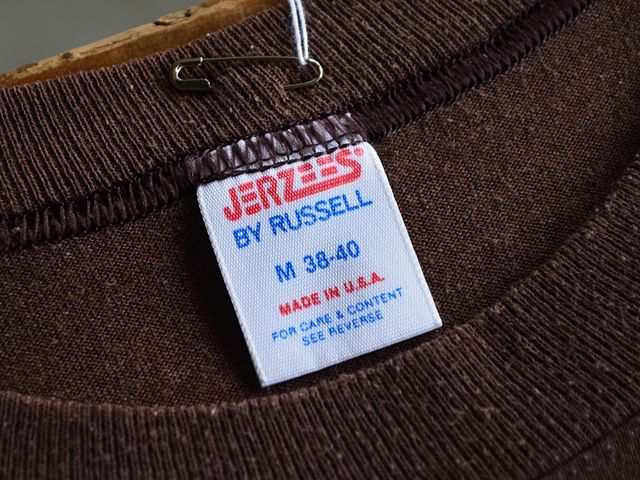 JERZEES
BY RUSSELL
M 38-40
MADE IN U.S.A.
FOR CARE & CONTENT
SEE REVERSE